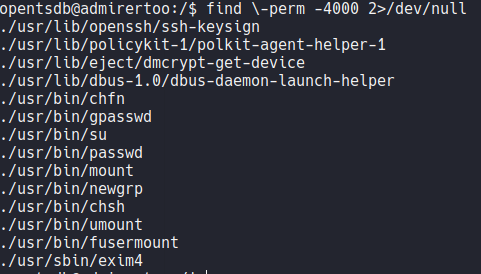 opentsdb@admirertoo:/$ find \-perm -4000 2>/dev/null
./usr/lib/openssh/ssh-keysign
./usr/lib/policykit-1/polkit-agent-helper-1
./usr/lib/eject/dmcrypt-get-device
./usr/lib/dbus-1.0/dbus-daemon-launch-helper
./usr/bin/chfn
./usr/bin/gpasswd
./usr/bin/su
./usr/bin/passwd
./usr/bin/mount
./usr/bin/newgrp
./usr/bin/chsh
./usr/bin/umount
./usr/bin/fusermount
./usr/sbin/exim4